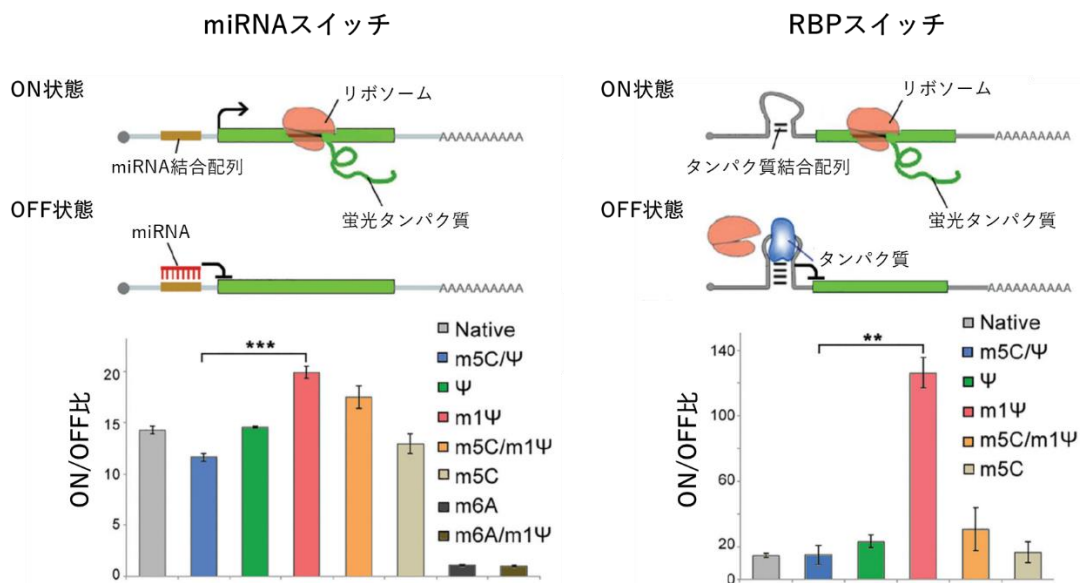 miRNAスイッチ
ON状態
リボソーム
miRNA結合配列
蛍光タンパク質
AAAAAAAAAA
OFF状態
miRNA
AAAAAAAAAA
ON/OFF比
20
15
10
5
0
***
Native
m5C/Ψ
Ψ
m1Ψ
m5C/m1Ψ
m5C
m6A
m6A/m1Ψ
RBPスイッチ
ON状態
リボソーム
タンパク質結合配列
蛍光タンパク質
AAAAAAAAAA
OFF状態
タンパク質
AAAAAAAAAA
ON/OFF比
140
100
60
20
0
**
Native
m5C/Ψ
Ψ
m1Ψ
m5C/m1Ψ
m5C